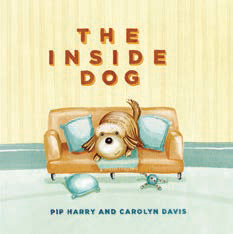 THE
INSIDE
DOG
PIP HARRY AND CAROLYN DAVIS